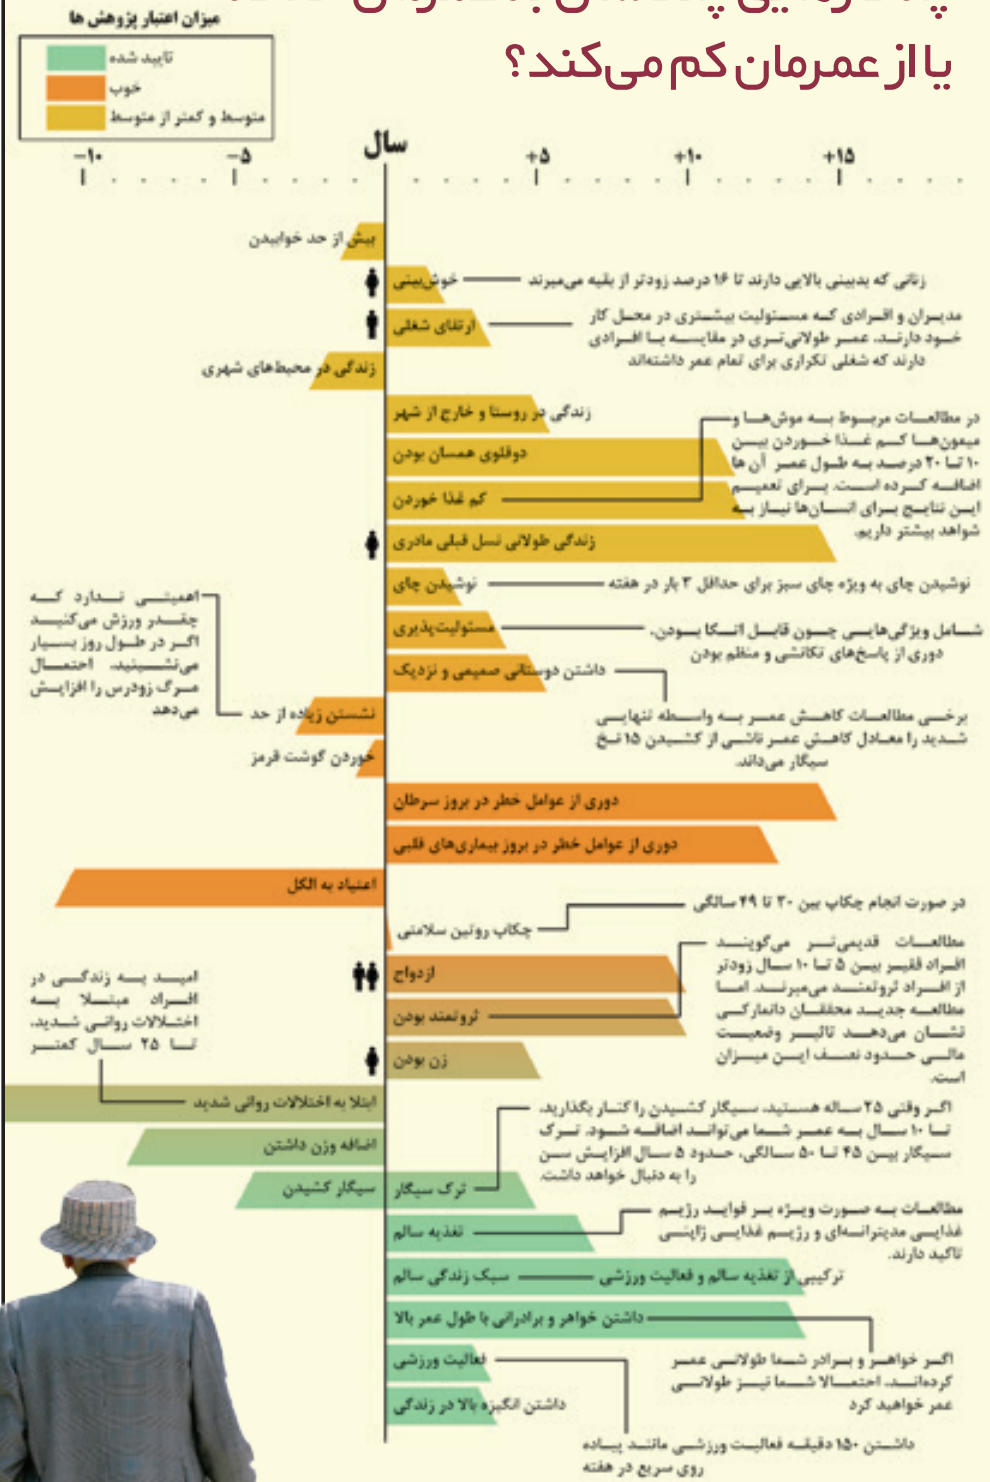 یا از عمرمان کم می‌کند؟
میزان اعتبار پژوهش ها
تایید شده
خوب
متوسط و کمتر از متوسط
سال
−۱۰
−۵
+۵
+۱۰
+۱۵
بیش از حد خوابیدن
خوش‌بینی
زنانی که بدبینی بالایی دارند تا ۱۶ درصد زودتر از بقیه می‌میرند
ارتقای شغلی
مدیران و افرادی که مسئولیت بیشتری در محل کار
خود دارند، عمر طولانی‌تری در مقایسه با افرادی
دارند که شغلی تکراری برای تمام عمر داشته‌اند
زندگی در محیط‌های شهری
زندگی در روستا و خارج از شهر
دوقلوی همسان بودن
کم غذا خوردن
در مطالعات مربوط به موش‌ها و
میمون‌ها کم غذا خوردن بین
۱۰ تا ۲۰ درصد به طول عمر آن ها
اضافه کرده است. برای تعمیم
این نتایج برای انسان‌ها نیاز به
شواهد بیشتر داریم.
زندگی طولانی نسل قبلی مادری
نوشیدن چای
نوشیدن چای به ویژه چای سبز برای حداقل ۳ بار در هفته
مسئولیت‌پذیری
شامل ویژگی‌هایی چون قابل اتکا بودن،
دوری از پاسخ‌های تکانشی و منظم بودن
داشتن دوستانی صمیمی و نزدیک
برخی مطالعات کاهش عمر به واسطه تنهایی
شدید را معادل کاهش عمر ناشی از کشیدن ۱۵ نخ
سیگار می‌داند.
اهمیتی ندارد که
چقدر ورزش می‌کنید
اگر در طول روز بسیار
می‌نشینید، احتمال
مرگ زودرس را افزایش
می‌دهد
نشستن زیاده از حد
خوردن گوشت قرمز
دوری از عوامل خطر در بروز سرطان
دوری از عوامل خطر در بروز بیماری‌های قلبی
اعتیاد به الکل
چکاپ روتین سلامتی
در صورت انجام چکاپ بین ۳۰ تا ۴۹ سالگی
ازدواج
ثروتمند بودن
مطالعات قدیمی‌تر می‌گویند
افراد فقیر بین ۵ تا ۱۰ سال زودتر
از افراد ثروتمند می‌میرند. اما
مطالعه جدید محققان دانمارکی
نشان می‌دهد تاثیر وضعیت
مالی حدود نصف این میزان
است.
زن بودن
امید به زندگی در
افراد مبتلا به
اختلالات روانی شدید،
تا ۲۵ سال کمتر
ابتلا به اختلالات روانی شدید
اضافه وزن داشتن
سیگار کشیدن
ترک سیگار
اگر وقتی ۲۵ ساله هستید، سیگار کشیدن را کنار بگذارید،
تا ۱۰ سال به عمر شما می‌تواند اضافه شود. ترک
سیگار بین ۴۵ تا ۵۰ سالگی، حدود ۵ سال افزایش سن
را به دنبال خواهد داشت.
تغذیه سالم
مطالعات به صورت ویژه بر فواید رژیم
غذایی مدیترانه‌ای و رژیم غذایی ژاپنی
تاکید دارند.
سبک زندگی سالم
ترکیبی از تغذیه سالم و فعالیت ورزشی
داشتن خواهر و برادرانی با طول عمر بالا
اگر خواهر و برادر شما طولانی عمر
کرده‌اند، احتمالا شما نیز طولانی
عمر خواهید کرد
فعالیت ورزشی
داشتن ۱۵۰ دقیقه فعالیت ورزشی مانند پیاده
روی سریع در هفته
داشتن انگیزه بالا در زندگی